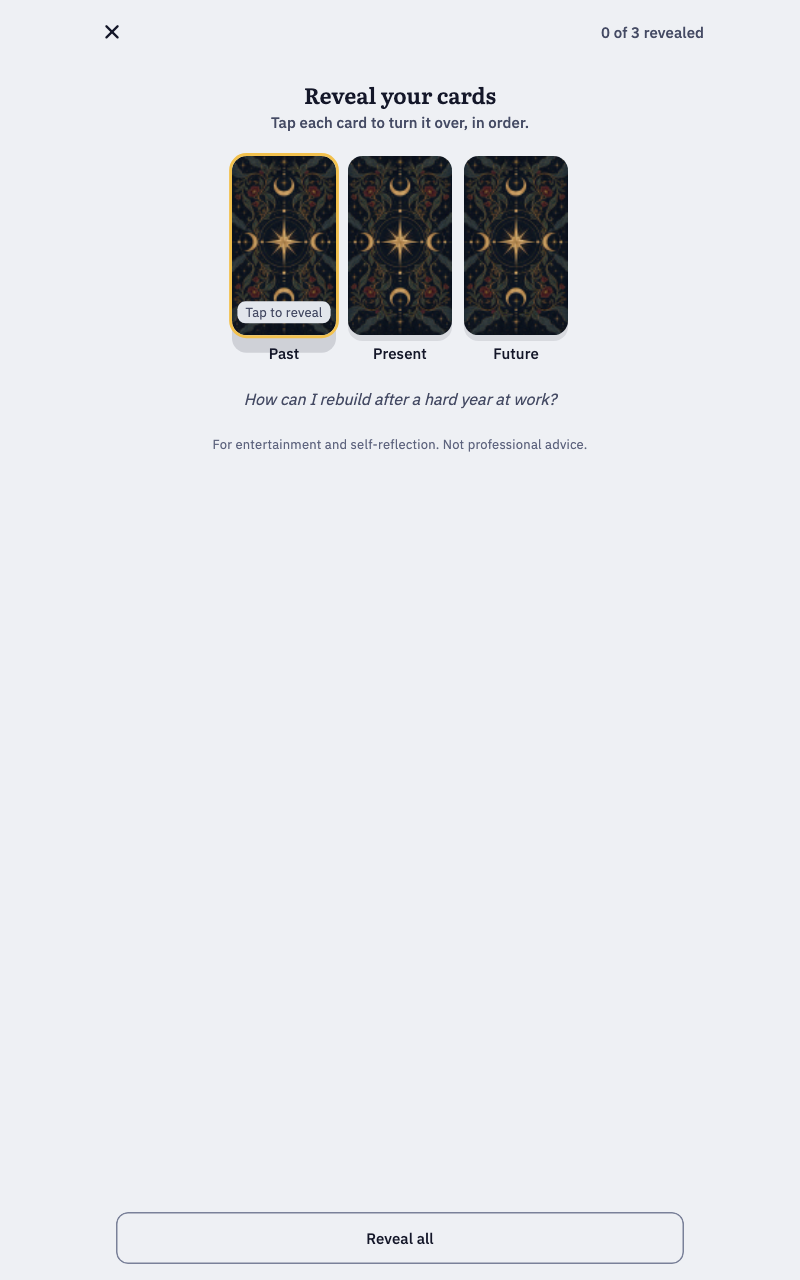 0 of 3 revealed
Reveal your cards
Tap each card to turn it over, in order.
Tap to reveal
Past
Present
Future
How can I rebuild after a hard year at work?
For entertainment and self-reflection. Not professional advice.
Reveal all